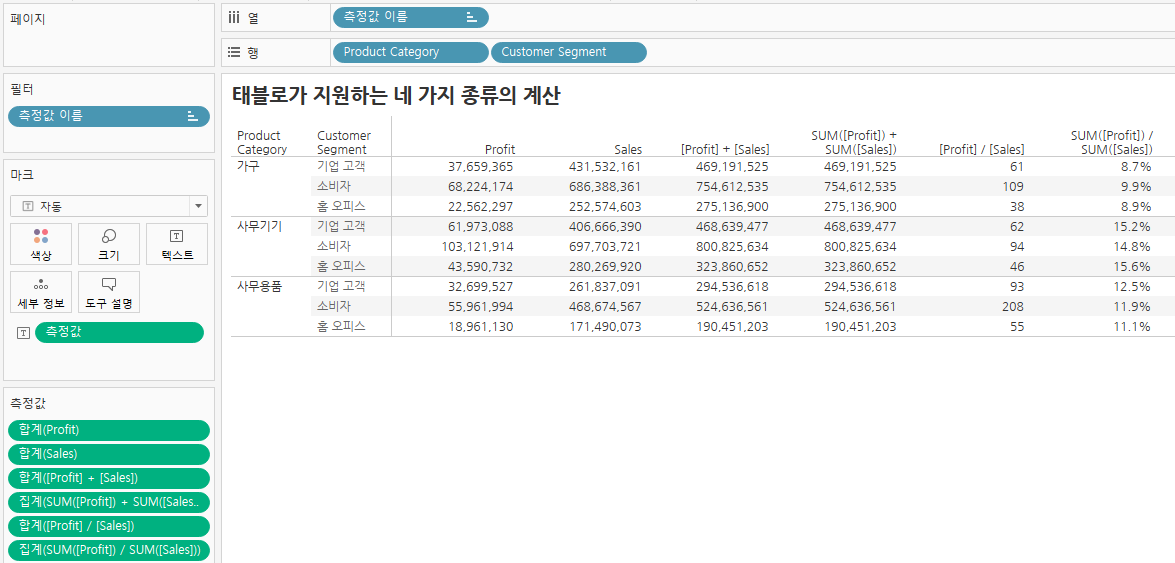 페이지
열
측정값 이름
행
Product Category
Customer Segment
필터
측정값 이름
마크
자동
색상
크기
텍스트
세부 정보
도구 설명
측정값
측정값
합계(Profit)
합계(Sales)
합계([Profit] + [Sales])
집계(SUM([Profit]) + SUM([Sales..
합계([Profit] / [Sales])
집계(SUM([Profit]) / SUM([Sales]))
태블로가 지원하는 네 가지 종류의 계산
Product Category Customer Segment Profit Sales [Profit] + [Sales] SUM([Profit]) + SUM([Sales]) [Profit] / [Sales] SUM([Profit]) / SUM([Sales])
가구 기업 고객 37,659,365 431,532,161 469,191,525 469,191,525 61 8.7%
소비자 68,224,174 686,388,361 754,612,535 754,612,535 109 9.9%
홈 오피스 22,562,297 252,574,603 275,136,900 275,136,900 38 8.9%
사무기기 기업 고객 61,973,088 406,666,390 468,639,477 468,639,477 62 15.2%
소비자 103,121,914 697,703,721 800,825,634 800,825,634 94 14.8%
홈 오피스 43,590,732 280,269,920 323,860,652 323,860,652 46 15.6%
사무용품 기업 고객 32,699,527 261,837,091 294,536,618 294,536,618 93 12.5%
소비자 55,961,994 468,674,567 524,636,561 524,636,561 208 11.9%
홈 오피스 18,961,130 171,490,073 190,451,203 190,451,203 55 11.1%